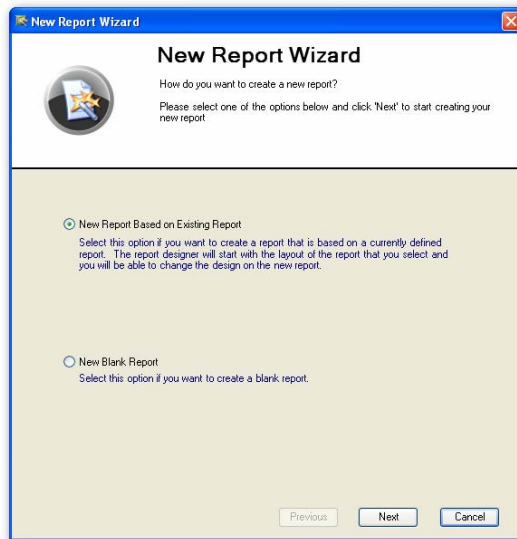 New Report Wizard
New Report Wizard
How do you want to create a new report?
Please select one of the options below and click 'Next' to start creating your
new report
New Report Based on Existing Report
Select this option if you want to create a report that is based on a currently defined
report. The report designer will start with the layout of the report that you select and
you will be able to change the design on the new report.
New Blank Report
Select this option if you want to create a blank report.
Previous Next Cancel